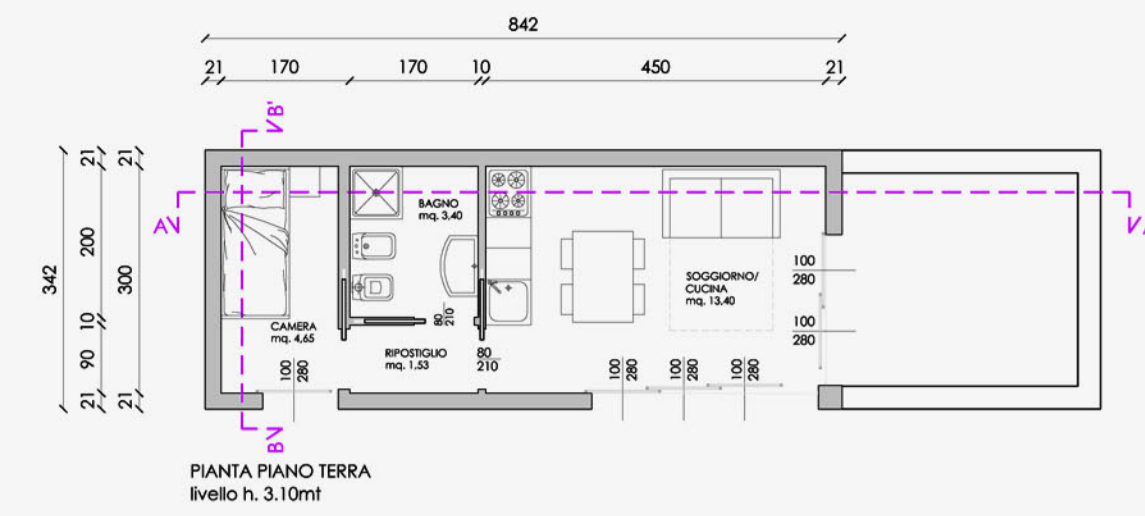 842
21 170 170 10 450 21
B'
342
21 200 10 90 21
21 300 21
A
BAGNO
mq. 3,40
SOGGIORNO/
CUCINA
mq. 13,40
100
280
100
280
80
210
CAMERA
mq. 4,65
RIPOSTIGLIO
mq. 1,53
80
210
100
280
100
280
100
280
100
280
B
PIANTA PIANO TERRA
livello h. 3.10mt